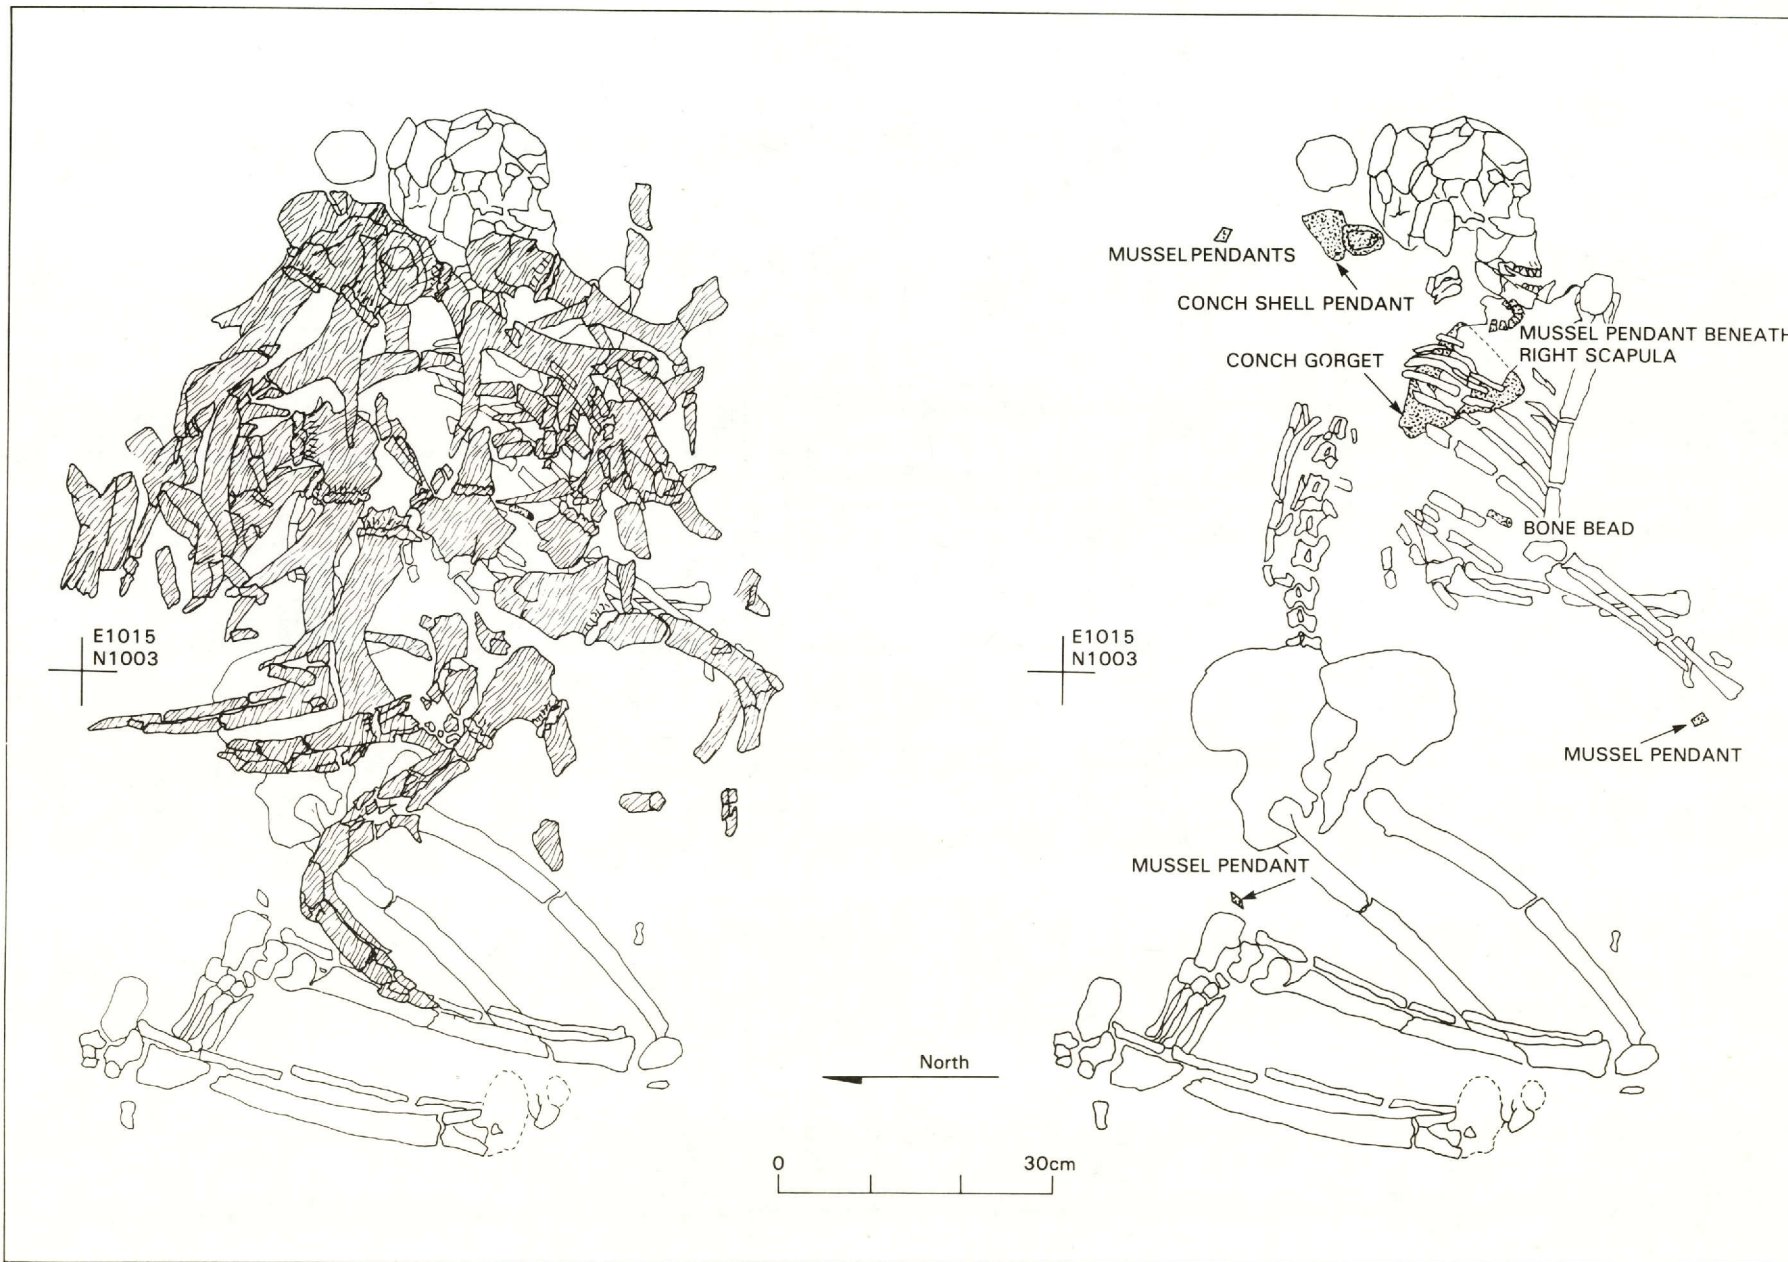 MUSSEL PENDANTS
CONCH SHELL PENDANT
MUSSEL PENDANT BENEATH
RIGHT SCAPULA
CONCH GORGET
BONE BEAD
E1015
N1003
E1015
N1003
MUSSEL PENDANT
MUSSEL PENDANT
North
0 30cm